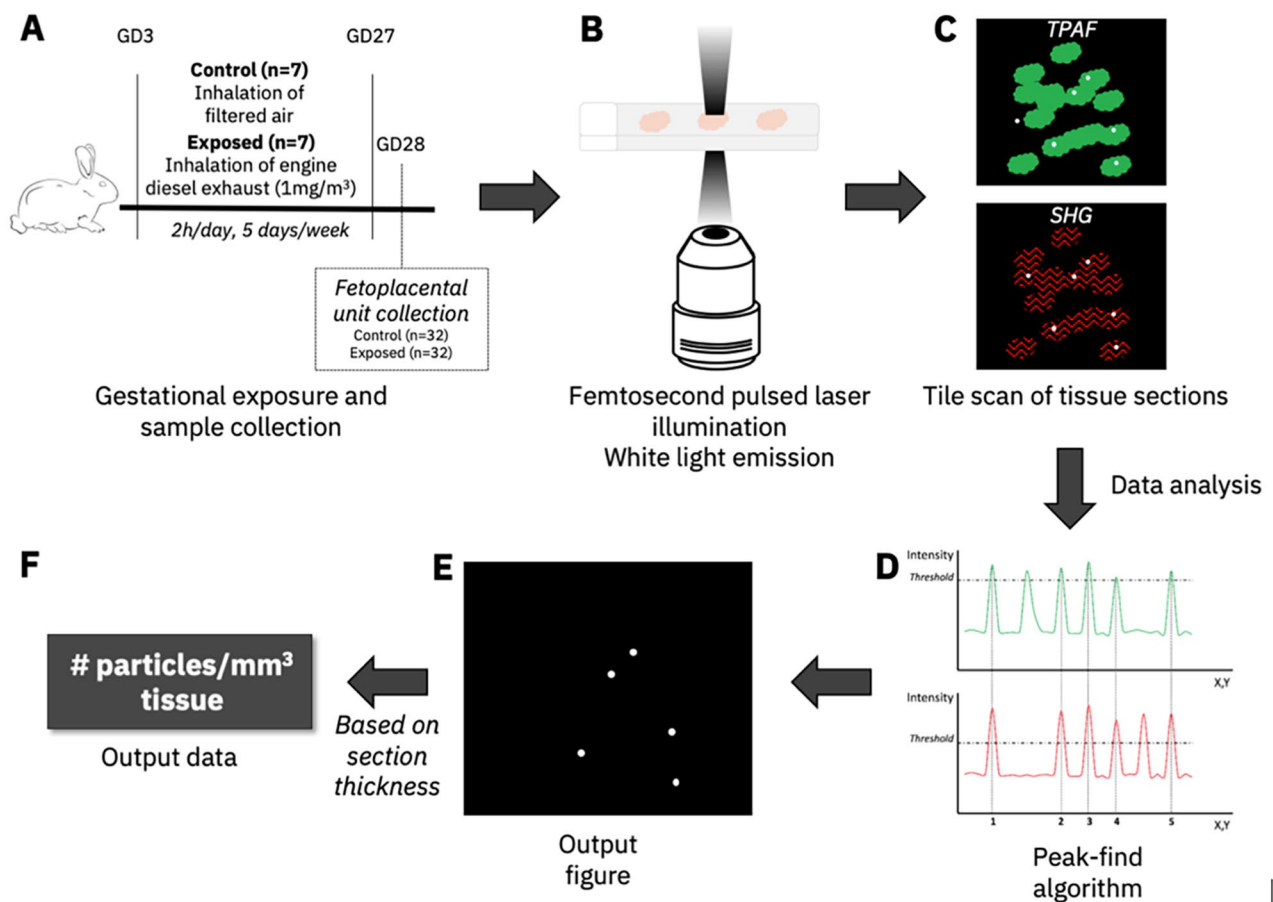 A
GD3
GD27
Control (n=7)
Inhalation of
filtered air
Exposed (n=7)
Inhalation of engine
diesel exhaust (1mg/m³)
GD28
2h/day, 5 days/week
Fetoplacental
unit collection
Control (n=32)
Exposed (n=32)
Gestational exposure and
sample collection
B
Femtosecond pulsed laser
illumination
White light emission
C
TPAF
SHG
Tile scan of tissue sections
Data analysis
D
Intensity
Threshold
X,Y
Intensity
Threshold
1 2 3 4 5
X,Y
Peak-find
algorithm
E
Output
figure
Based on
section
thickness
F
# particles/mm³
tissue
Output data